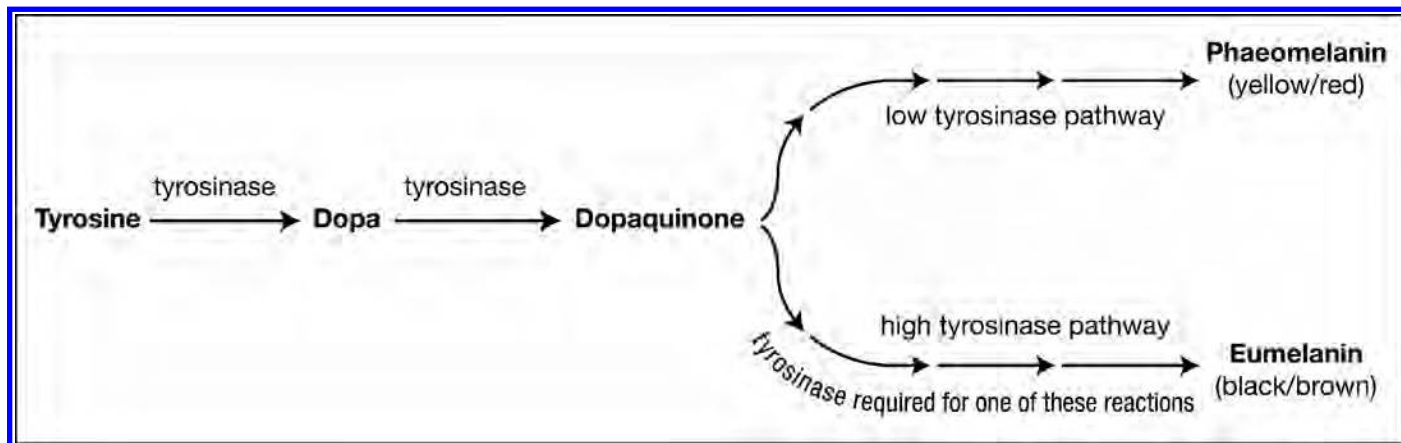 Phaeomelanin
(yellow/red)
low tyrosinase pathway
tyrosinase
tyrosinase
Tyrosine
Dopa
Dopaquinone
high tyrosinase pathway
Eumelanin
(black/brown)
tyrosinase required for one of these reactions